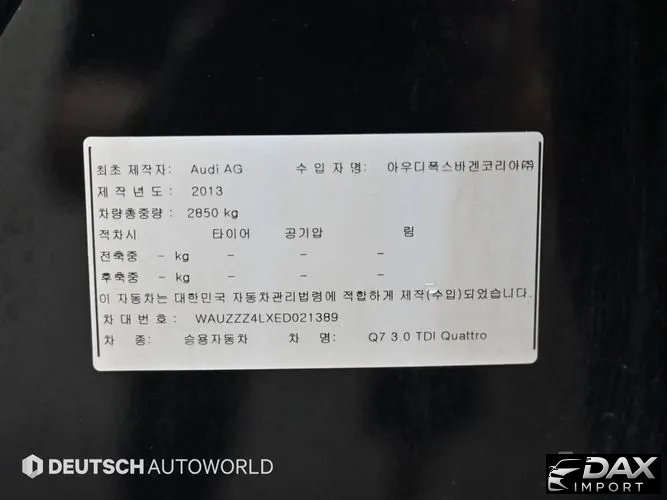 최초 제작자: Audi AG 수 입 자 명: 아우디폭스바겐코리아㈜
제 작 년 도 : 2013
차량총중량 : 2850 kg
적차시 타이어 공기압 림
전축중 - kg - - -
후축중 - kg - - -
이 자동차는 대한민국 자동차관리법령에 적합하게 제작(수입)되었습니다.
차 대 번 호 : WAUZZZ4LXED021389
차 종: 승용자동차 차 명: Q7 3.0 TDI Quattro
DEUTSCH AUTOWORLD
DAX
IMPORT